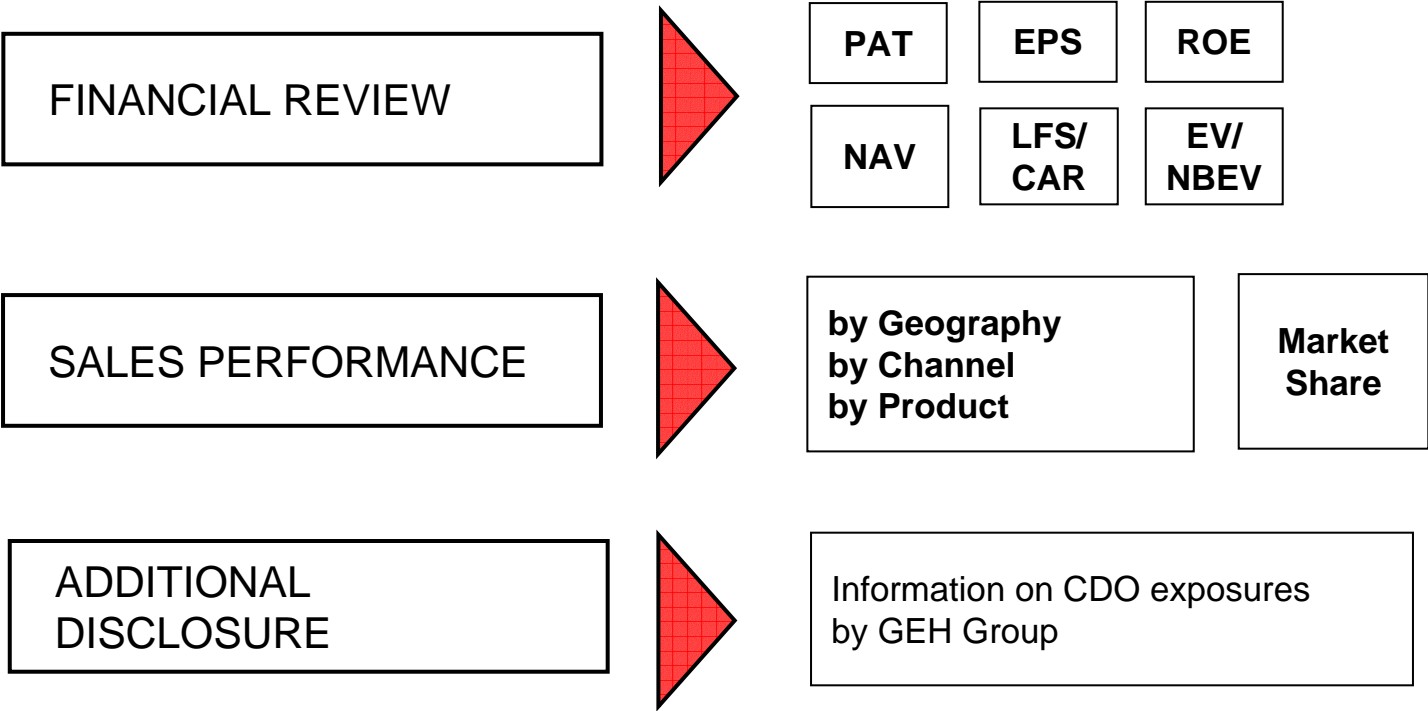 FINANCIAL REVIEW
PAT
EPS
ROE
NAV
LFS/
CAR
EV/
NBEV
SALES PERFORMANCE
by Geography
by Channel
by Product
Market
Share
ADDITIONAL
DISCLOSURE
Information on CDO exposures
by GEH Group